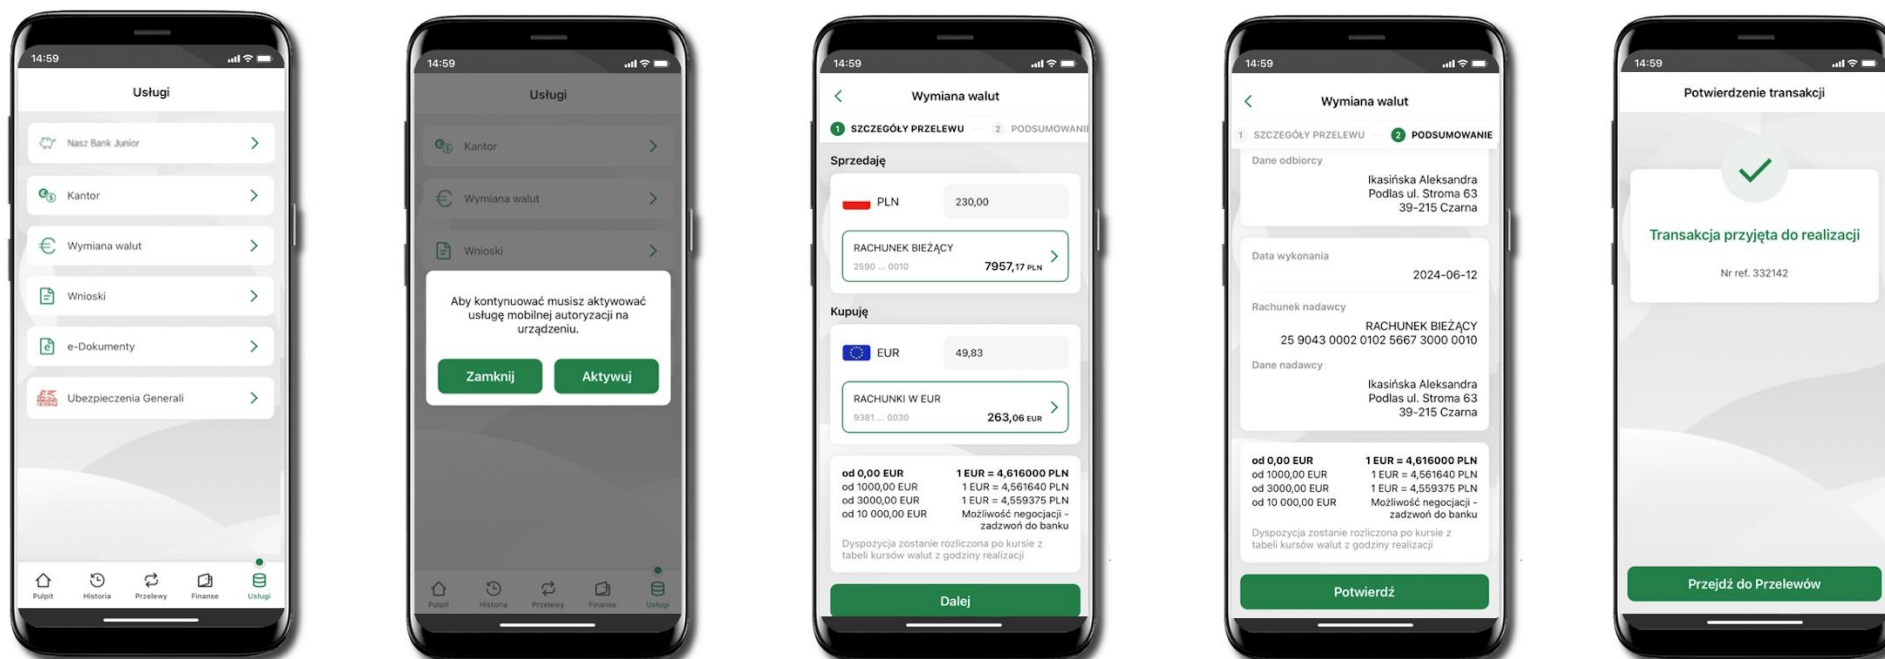 14:59
Usługi
Nasz Bank Junior
Kantor
Wymiana walut
Wnioski
e-Dokumenty
Ubezpieczenia Generali
Pulpit
Historia
Przelewy
Finanse
Usługi
14:59
Usługi
Kantor
Wymiana walut
Wnioski
Aby kontynuować musisz aktywować
usługę mobilnej autoryzacji na
urządzeniu.
Zamknij
Aktywuj
Pulpit
Historia
Przelewy
Finanse
Usługi
14:59
Wymiana walut
1 SZCZEGÓŁY PRZELEWU
2 PODSUMOWANIE
Sprzedaję
PLN 230,00
RACHUNEK BIEŻĄCY
2590 ... 0010 7957,17 PLN
Kupuję
EUR 49,83
RACHUNKI W EUR
9381 ... 0030 263,06 EUR
od 0,00 EUR 1 EUR = 4,616000 PLN
od 1000,00 EUR 1 EUR = 4,561640 PLN
od 3000,00 EUR 1 EUR = 4,559375 PLN
od 10 000,00 EUR Możliwość negocjacji -
zadzwoń do banku
Dyspozycja zostanie rozliczona po kursie z
tabeli kursów walut z godziny realizacji
Dalej
14:59
Wymiana walut
1 SZCZEGÓŁY PRZELEWU
2 PODSUMOWANIE
Dane odbiorcy
Ikasińska Aleksandra
Podlas ul. Stroma 63
39-215 Czarna
Data wykonania
2024-06-12
Rachunek nadawcy
RACHUNEK BIEŻĄCY
25 9043 0002 0102 5667 3000 0010
Dane nadawcy
Ikasińska Aleksandra
Podlas ul. Stroma 63
39-215 Czarna
od 0,00 EUR 1 EUR = 4,616000 PLN
od 1000,00 EUR 1 EUR = 4,561640 PLN
od 3000,00 EUR 1 EUR = 4,559375 PLN
od 10 000,00 EUR Możliwość negocjacji -
zadzwoń do banku
Dyspozycja zostanie rozliczona po kursie z
tabeli kursów walut z godziny realizacji
Potwierdź
14:59
Potwierdzenie transakcji
Transakcja przyjęta do realizacji
Nr ref. 332142
Przejdź do Przelewów